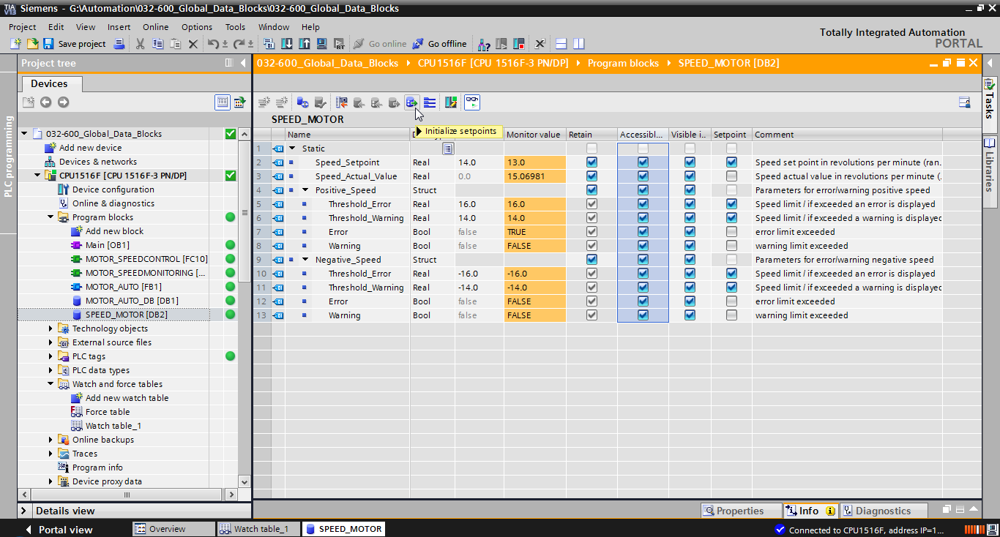 TIA V13 Siemens - G:\Automation\032-600_Global_Data_Blocks\032-600_Global_Data_Blocks
Project Edit View Insert Online Options Tools Window Help
Totally Integrated Automation
PORTAL
Save project Go online Go offline
Project tree
032-600_Global_Data_Blocks CPU1516F [CPU 1516F-3 PN/DP] Program blocks SPEED_MOTOR [DB2]
Devices
PLC programming
032-600_Global_Data_Blocks
Add new device
Devices & networks
CPU1516F [CPU 1516F-3 PN/DP]
Device configuration
Online & diagnostics
Program blocks
Add new block
Main [OB1]
MOTOR_SPEEDCONTROL [FC10]
MOTOR_SPEEDMONITORING [...
MOTOR_AUTO [FB1]
MOTOR_AUTO_DB [DB1]
SPEED_MOTOR [DB2]
Technology objects
External source files
PLC tags
PLC data types
Watch and force tables
Add new watch table
Force table
Watch table_1
Online backups
Traces
Program info
Device proxy data
Details view
SPEED_MOTOR
Initialize setpoints
Name Monitor value Retain Accessibl... Visible i.. Setpoint Comment
1 Static
2 Speed_Setpoint Real 14.0 13.0 Speed set point in revolutions per minute (ran.
3 Speed_Actual_Value Real 0.0 15.06981 Speed actual value in revolutions per minute (.
4 Positive_Speed Struct Parameters for error/warning positive speed
5 Threshold_Error Real 16.0 16.0 Speed limit / if exceeded an error is displayed
6 Threshold_Warning Real 14.0 14.0 Speed limit / if exceeded a warning is displayed
7 Error Bool false TRUE error limit exceeded
8 Warning Bool false FALSE warning limit exceeded
9 Negative_Speed Struct Parameters for error/warning negative speed
10 Threshold_Error Real -16.0 -16.0 Speed limit / if exceeded an error is displayed
11 Threshold_Warning Real -14.0 -14.0 Speed limit / if exceeded a warning is displayed
12 Error Bool false FALSE error limit exceeded
13 Warning Bool false FALSE warning limit exceeded
Tasks
Libraries
Properties Info Diagnostics
Portal view Overview Watch table_1 SPEED_MOTOR Connected to CPU1516F, address IP=1...